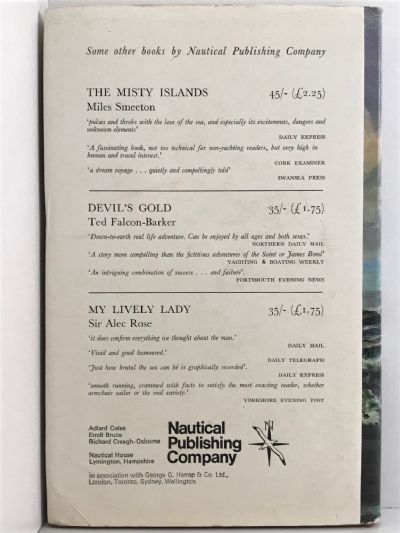 Some other books by Nautical Publishing Company
THE MISTY ISLANDS 45/- (£2.25)
Miles Smeeton
'pulses and throbs with the love of the sea, and especially its excitements, dangers and
unknown elements'
DAILY EXPRESS
'A fascinating book, not too technical for non-yachting readers, but very high in
human and travel interest.'
CORK EXAMINER
'a dream voyage . . . quietly and compellingly told'
SWANSEA PRESS
DEVIL'S GOLD 35/- (£1.75)
Ted Falcon-Barker
'Down-to-earth real life adventure. Can be enjoyed by all ages and both sexes.'
NORTHERN DAILY MAIL
'A story more compelling than the fictitious adventures of the Saint or James Bond'
YACHTING & BOATING WEEKLY
'An intriguing combination of success . . . and failure'.
PORTSMOUTH EVENING NEWS
MY LIVELY LADY 35/- (£1.75)
Sir Alec Rose
'it does confirm everything we thought about the man.'
DAILY MAIL
'Vivid and good humoured.'
DAILY TELEGRAPH
'Just how brutal the sea can be is graphically recorded'.
DAILY EXPRESS
'smooth running, crammed with facts to satisfy the most exacting reader, whether
armchair sailor or the real variety.'
YORKSHIRE EVENING POST
Adlard Coles
Erroll Bruce
Richard Creagh-Osborne
Nautical House
Lymington, Hampshire
Nautical
Publishing
Company
N
in association with George G. Harrap & Co. Ltd.,
London, Toronto, Sydney, Wellington